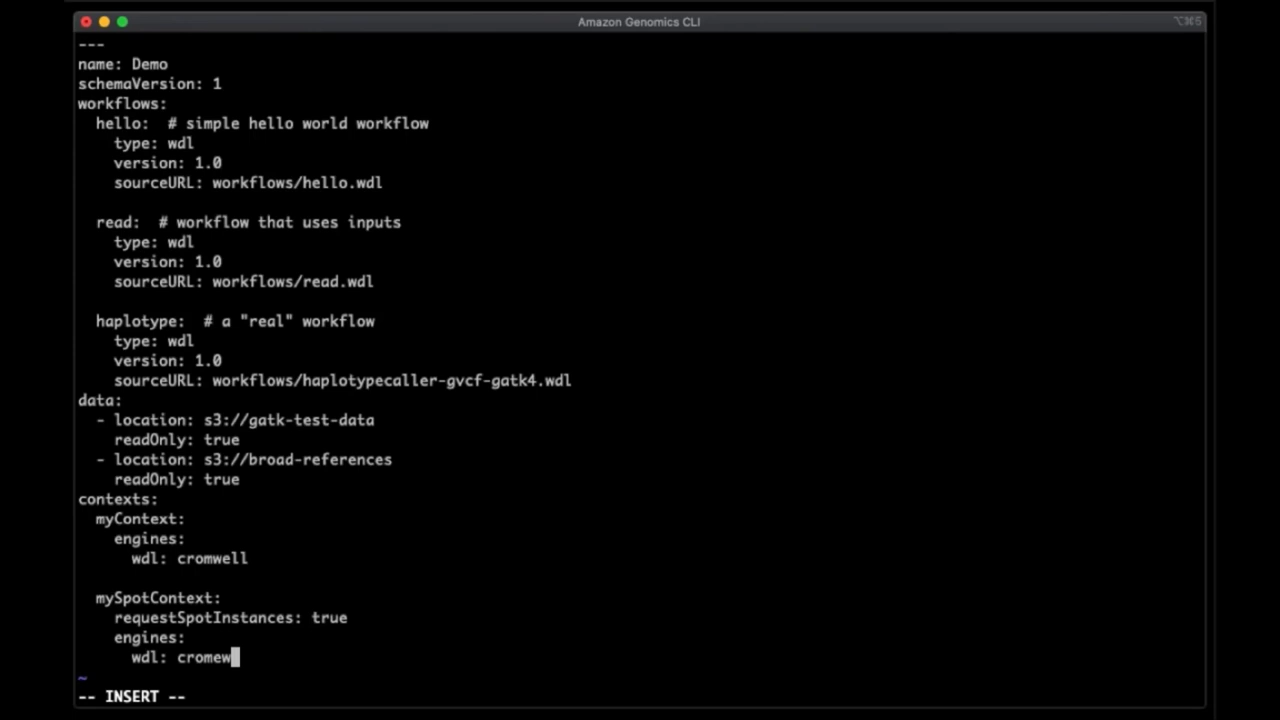 Amazon Genomics CLI
⌥⌘5
---
name: Demo
schemaVersion: 1
workflows:
  hello:  # simple hello world workflow
    type: wdl
    version: 1.0
    sourceURL: workflows/hello.wdl
  read:  # workflow that uses inputs
    type: wdl
    version: 1.0
    sourceURL: workflows/read.wdl
  haplotype:  # a "real" workflow
    type: wdl
    version: 1.0
    sourceURL: workflows/haplotypecaller-gvcf-gatk4.wdl
data:
  - location: s3://gatk-test-data
    readOnly: true
  - location: s3://broad-references
    readOnly: true
contexts:
  myContext:
    engines:
      wdl: cromwell
  mySpotContext:
    requestSpotInstances: true
    engines:
      wdl: cromew
~
-- INSERT --